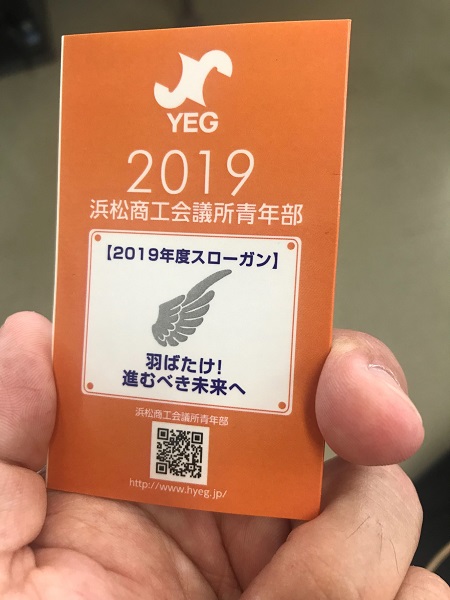 YEG
2019
浜松商工会議所青年部
【2019年度スローガン】
羽ばたけ!
進むべき未来へ
浜松商工会議所青年部
http://www.hyeg.jp/